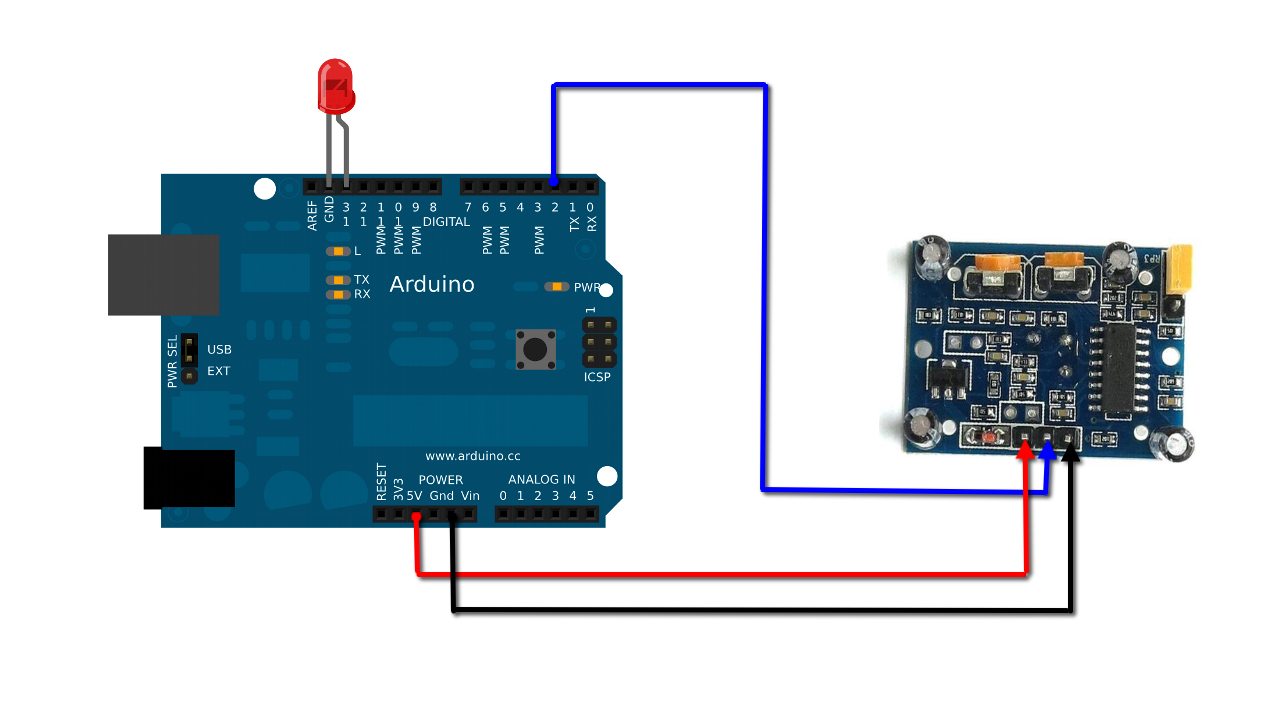 AREF
GND
13
12
11
10
9
8
7
6
5
4
3
2
1
0
PWM
PWM
PWM
DIGITAL
PWM
PWM
PWM
TX
RX
L
TX
RX
Arduino
PWR
1
ICSP
PWR SEL
USB
EXT
www.arduino.cc
RESET
3V3
POWER
5V Gnd Vin
ANALOG IN
0 1 2 3 4 5
RP3